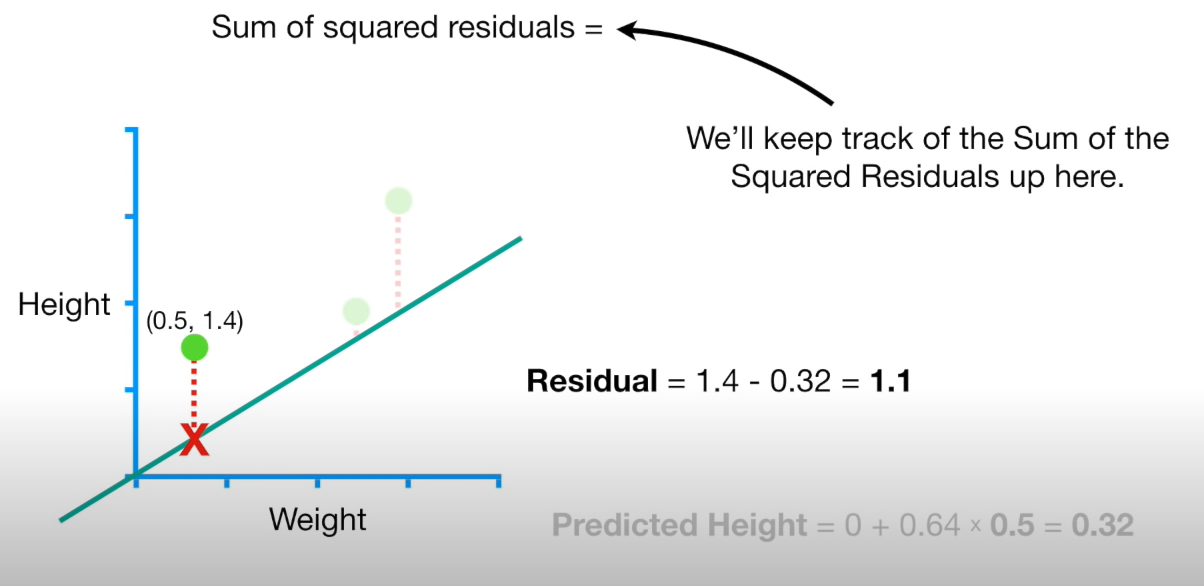 Sum of squared residuals =
We'll keep track of the Sum of the
Squared Residuals up here.
Height
(0.5, 1.4)
X
Residual = 1.4 - 0.32 = 1.1
Weight
Predicted Height = 0 + 0.64 × 0.5 = 0.32